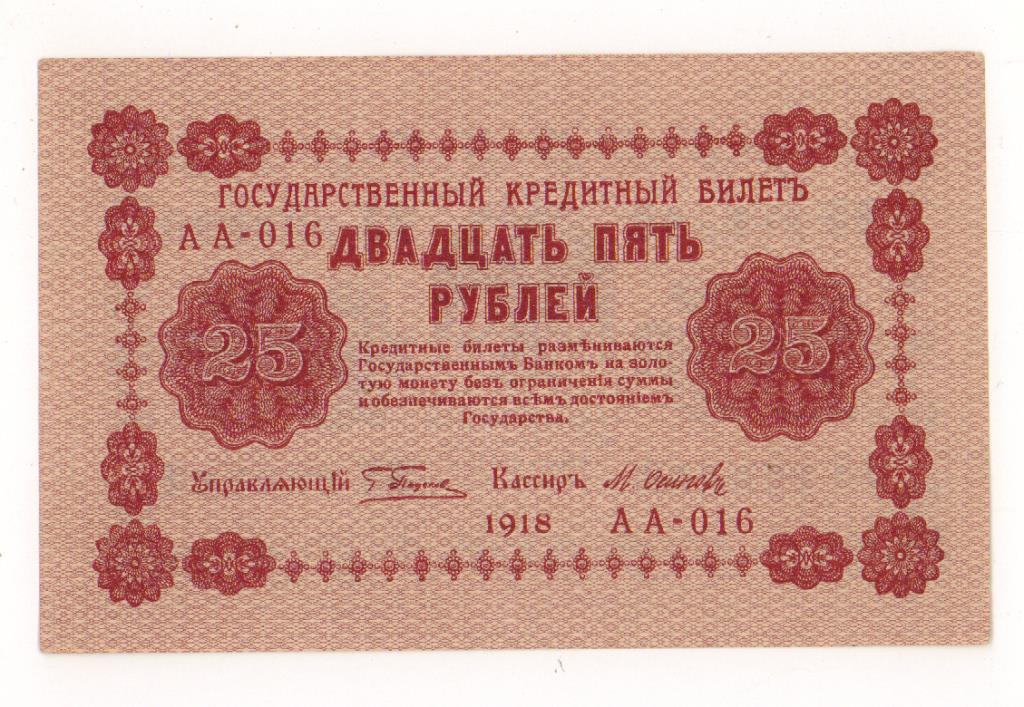 ГОСУДАРСТВЕННЫЙ КРЕДИТНЫЙ БИЛЕТЪ
АА-016
ДВАДЦАТЬ ПЯТЬ
РУБЛЕЙ
25
25
Кредитные билеты размѣниваются
Государственнымъ Банкомъ на золо-
тую монету безъ ограниченія суммы
и обезпечиваются всѣмъ достояніемъ
Государства.
Управляющій Кассиръ М. Осиповъ
1918 АА-016